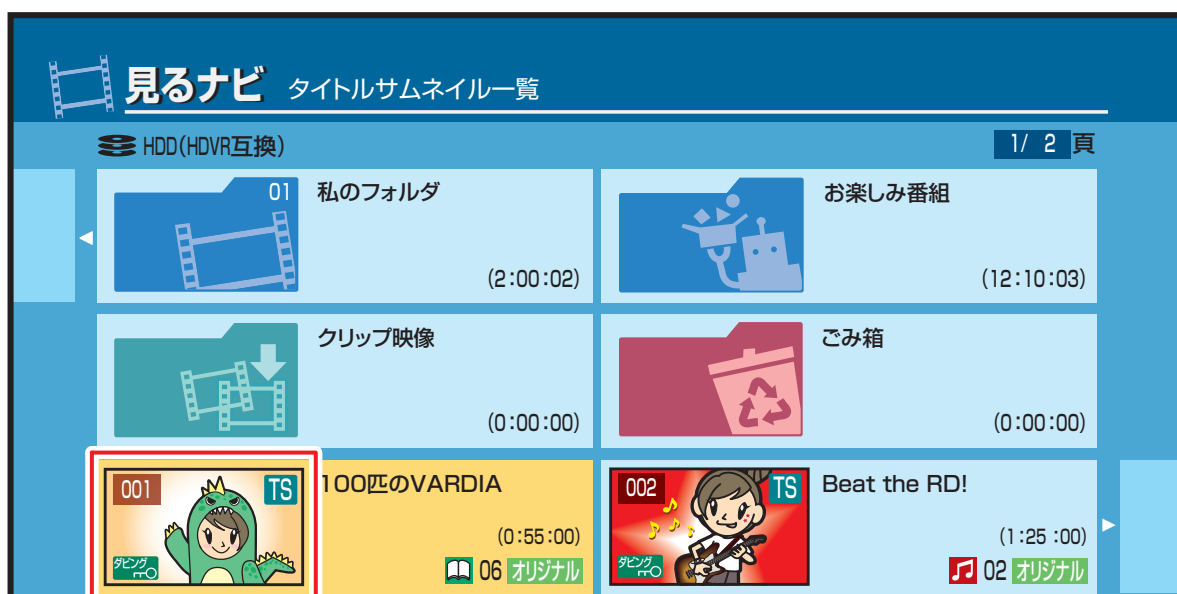 見るナビ タイトルサムネイル一覧
HDD(HDVR互換) 1/ 2 頁
01 私のフォルダ
(2:00:02)
お楽しみ番組
(12:10:03)
クリップ映像
(0:00:00)
ごみ箱
(0:00:00)
001 TS 100匹のVARDIA
(0:55:00)
ダビング 06 オリジナル
002 TS Beat the RD!
(1:25:00)
ダビング 02 オリジナル